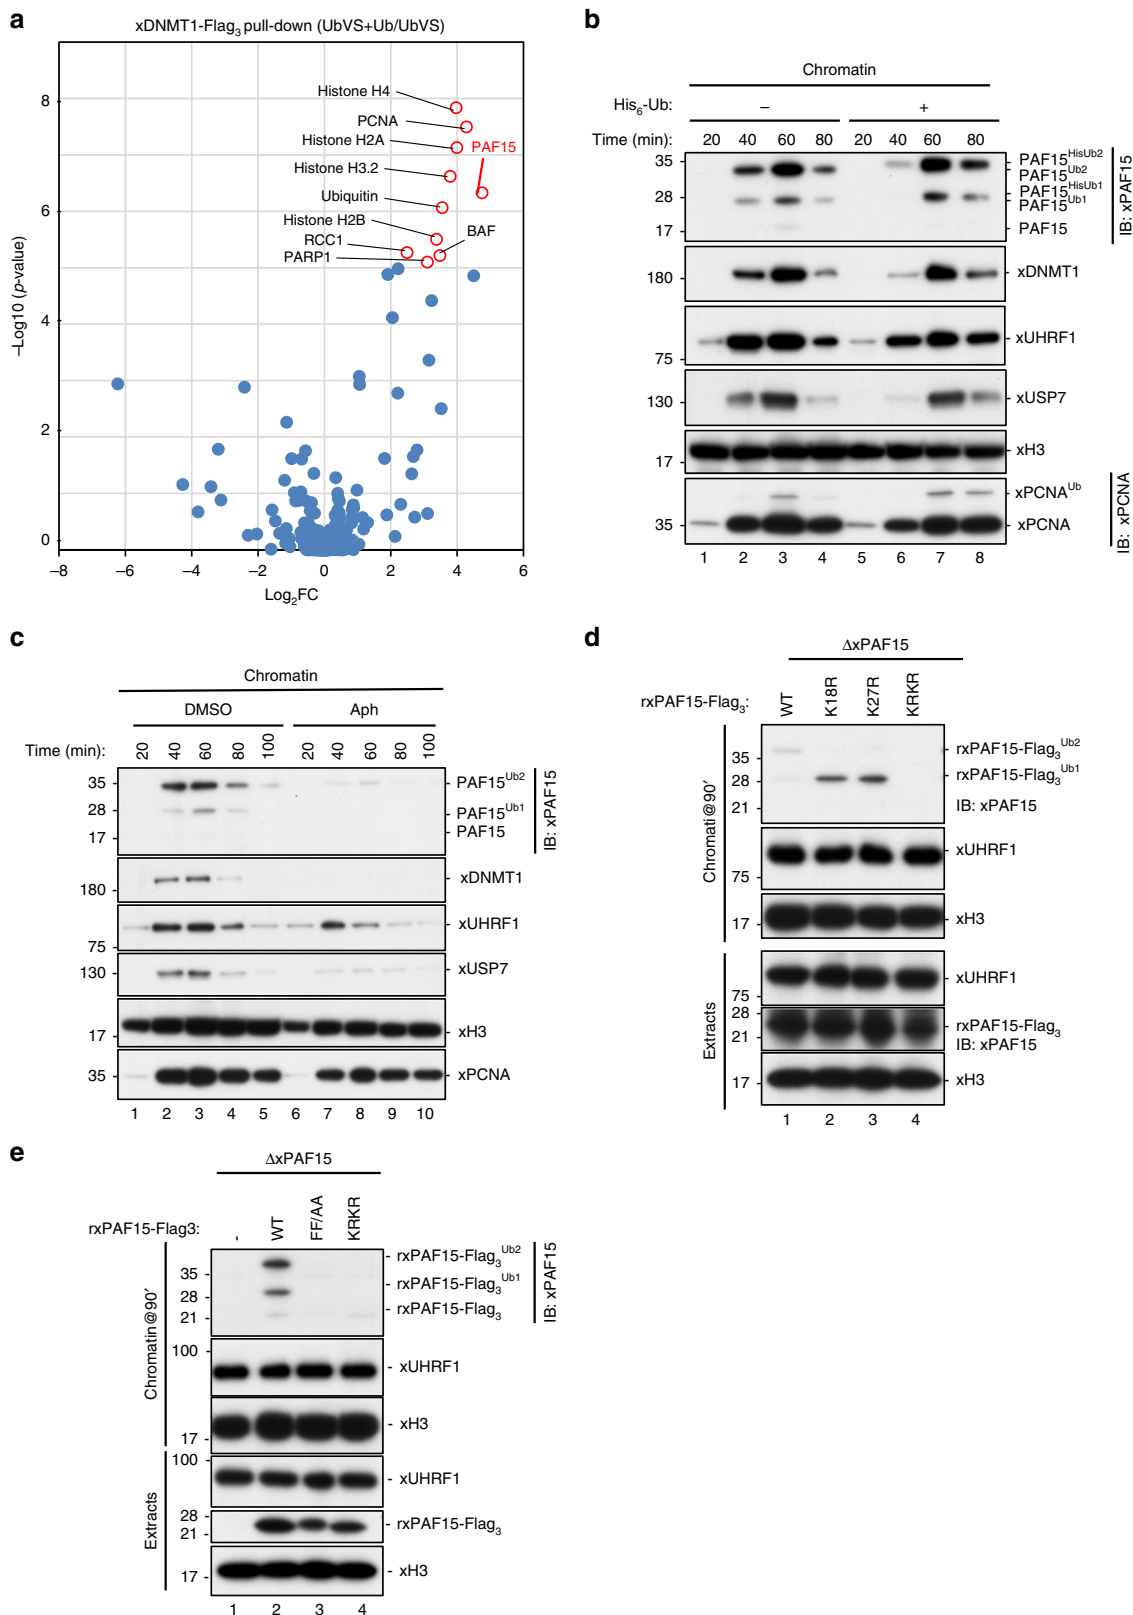 a
xDNMT1-Flag3 pull-down (UbVS+Ub/UbVS)
Histone H4
PCNA
Histone H2A
PAF15
Histone H3.2
Ubiquitin
Histone H2B
BAF
RCC1
PARP1
–Log10 (p-value)
8
6
4
2
0
–8 –6 –4 –2 0 2 4 6
Log2FC
b
Chromatin
His6-Ub: – +
Time (min): 20 40 60 80 20 40 60 80
35 PAF15HisUb2
PAF15Ub2
28 PAF15HisUb1
PAF15Ub1
17 PAF15
IB: xPAF15
180 xDNMT1
xUHRF1
75
130 xUSP7
xH3
17
xPCNAUb
35 xPCNA
IB: xPCNA
1 2 3 4 5 6 7 8
c
Chromatin
DMSO Aph
Time (min): 20 40 60 80 100 20 40 60 80 100
35 PAF15Ub2
28 PAF15Ub1
17 PAF15
IB: xPAF15
xDNMT1
180
xUHRF1
75
130 xUSP7
xH3
17
35 xPCNA
1 2 3 4 5 6 7 8 9 10
d
ΔxPAF15
rxPAF15-Flag3: WT K18R K27R KRKR
rxPAF15-Flag3Ub2
35
28 rxPAF15-Flag3Ub1
21 IB: xPAF15
Chromati@90′
xUHRF1
75
17 xH3
Extracts
xUHRF1
75
28
rxPAF15-Flag3
21 IB: xPAF15
17 xH3
1 2 3 4
e
ΔxPAF15
rxPAF15-Flag3: - WT FF/AA KRKR
rxPAF15-Flag3Ub2
35
28 rxPAF15-Flag3Ub1
21 rxPAF15-Flag3
IB: xPAF15
Chromatin@90′
100
xUHRF1
xH3
17
Extracts
100
xUHRF1
28
rxPAF15-Flag3
21
17 xH3
1 2 3 4